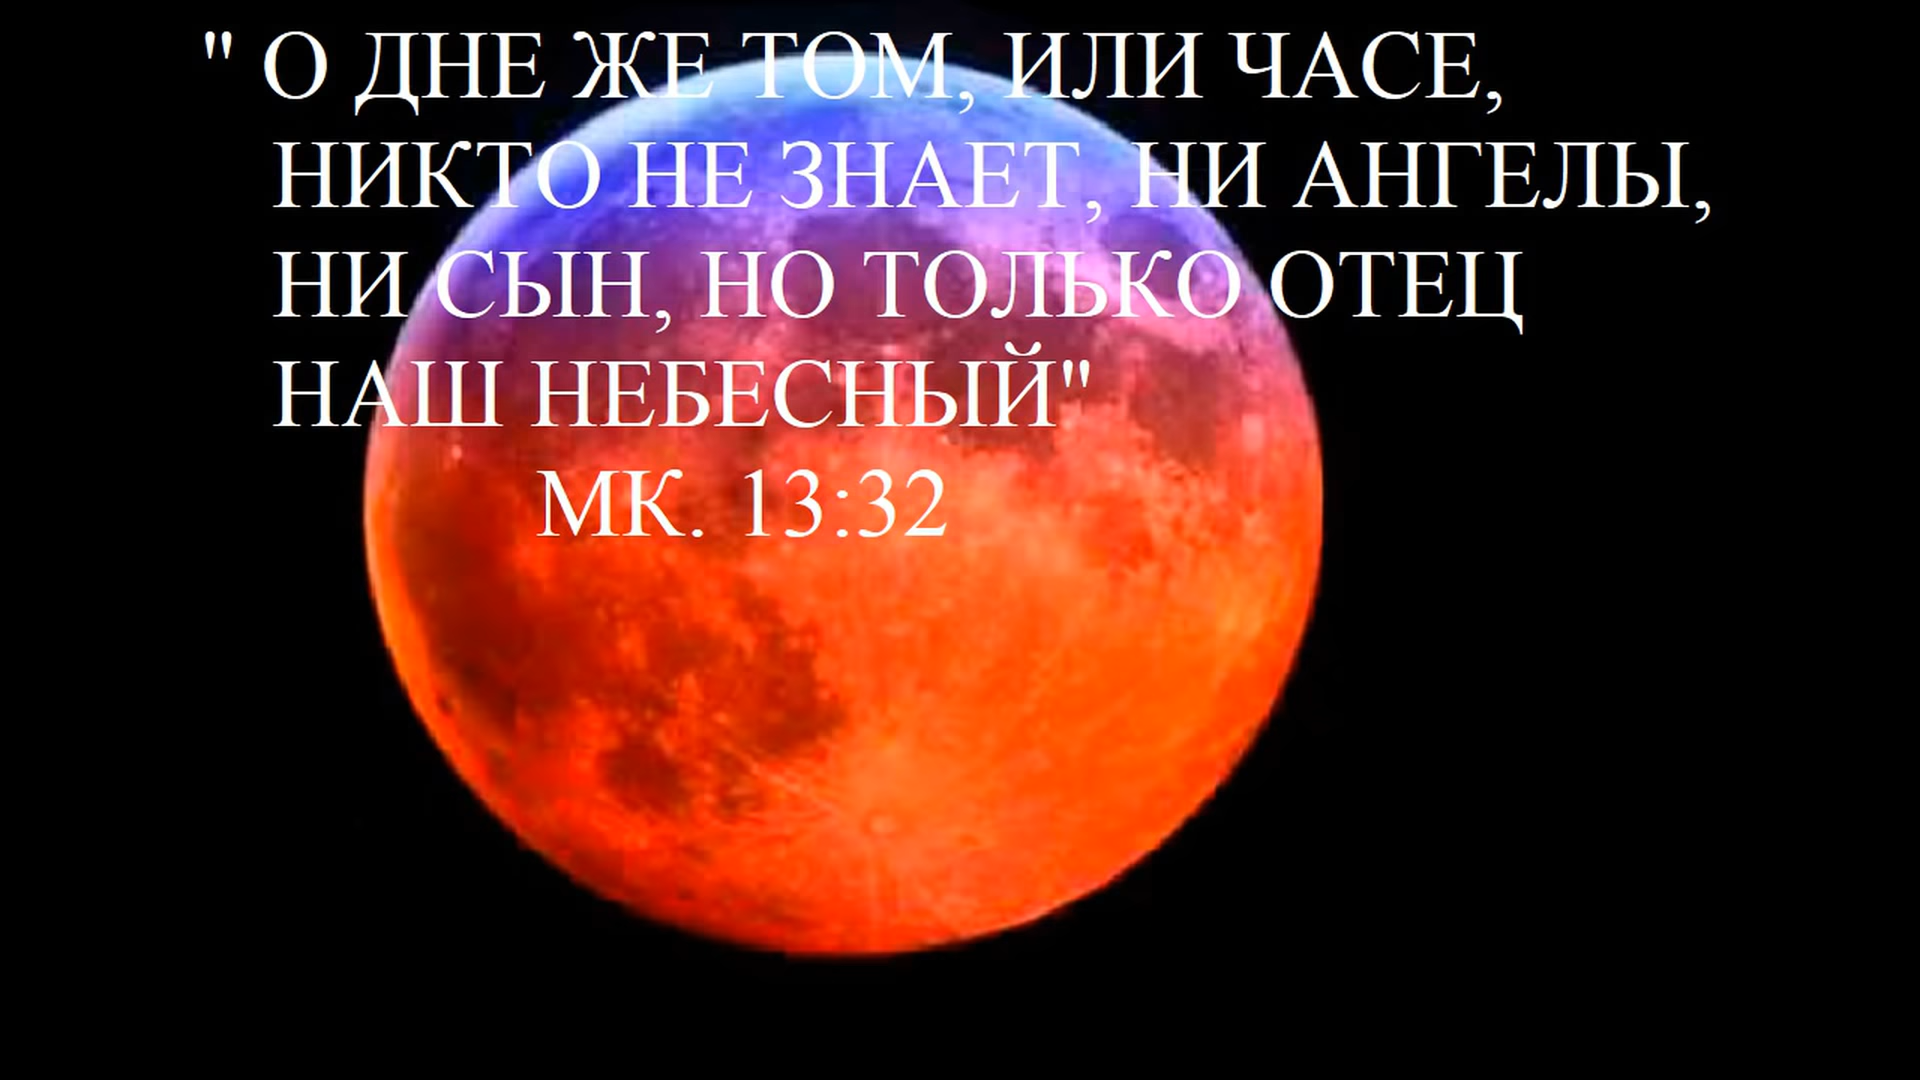 " О ДНЕ ЖЕ ТОМ, ИЛИ ЧАСЕ,
НИКТО НЕ ЗНАЕТ, НИ АНГЕЛЫ,
НИ СЫН, НО ТОЛЬКО ОТЕЦ
НАШ НЕБЕСНЫЙ"
МК. 13:32